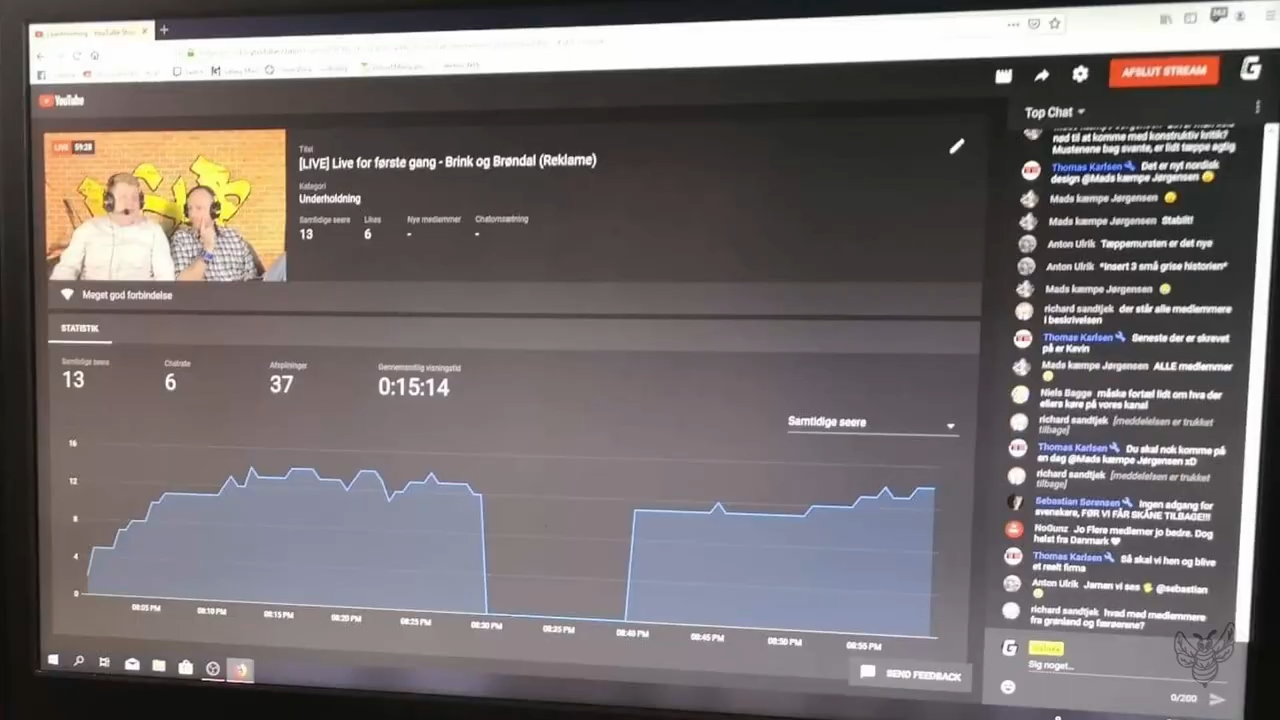 YouTube
AFSLUT STREAM
LIVE 59:28
Titel
[LIVE] Live for første gang - Brink og Brøndal (Reklame)
Kategori
Underholdning
Samtidige seere Likes Nye medlemmer Chatomsætning
13 6 - -
Meget god forbindelse
STATISTIK
Samtidige seere Chatrate Afspilninger Gennemsnitlig visningstid
13 6 37 0:15:14
Samtidige seere
16
12
8
4
0
08:05 PM 08:10 PM 08:15 PM 08:20 PM 08:25 PM 08:30 PM 08:35 PM 08:40 PM 08:45 PM 08:50 PM 08:55 PM
SEND FEEDBACK
Top Chat
nød til at komme med konstruktiv kritik?
Thomas Karlsen Det er nyt nordisk
design @Mads kæmpe Jørgensen
Mads kæmpe Jørgensen
Mads kæmpe Jørgensen Stabilt!
Anton Ulrik Tæppemursten er det nye
Anton Ulrik *Insert 3 små grise historien*
Mads kæmpe Jørgensen
richard sandtjek der står alle medlemmere
i beskrivelsen
Thomas Karlsen Seneste der er skrevet
på er Kevin
Mads kæmpe Jørgensen ALLE medlemmer
Niels Bagge måske fortæl lidt om hva der
ellers køre på vores kanal
richard sandtjek [meddelelsen er trukket
tilbage]
Thomas Karlsen Du skal nok komme på
en dag @Mads kæmpe Jørgensen xD
richard sandtjek [meddelelsen er trukket
tilbage]
Sebastian Sørensen Ingen adgang for
svenskere, FØR VI FÅR SKÅNE TILBAGE!!!
NoGunz Jo Flere medlemer jo bedre. Dog
helst fra Danmark
Thomas Karlsen Så skal vi hen og blive
et reelt firma
Anton Ulrik Jaman vi ses @sebastian
richard sandtjek hvad med medlemmere
fra grønland og færøerene?
Sig noget...
0/200